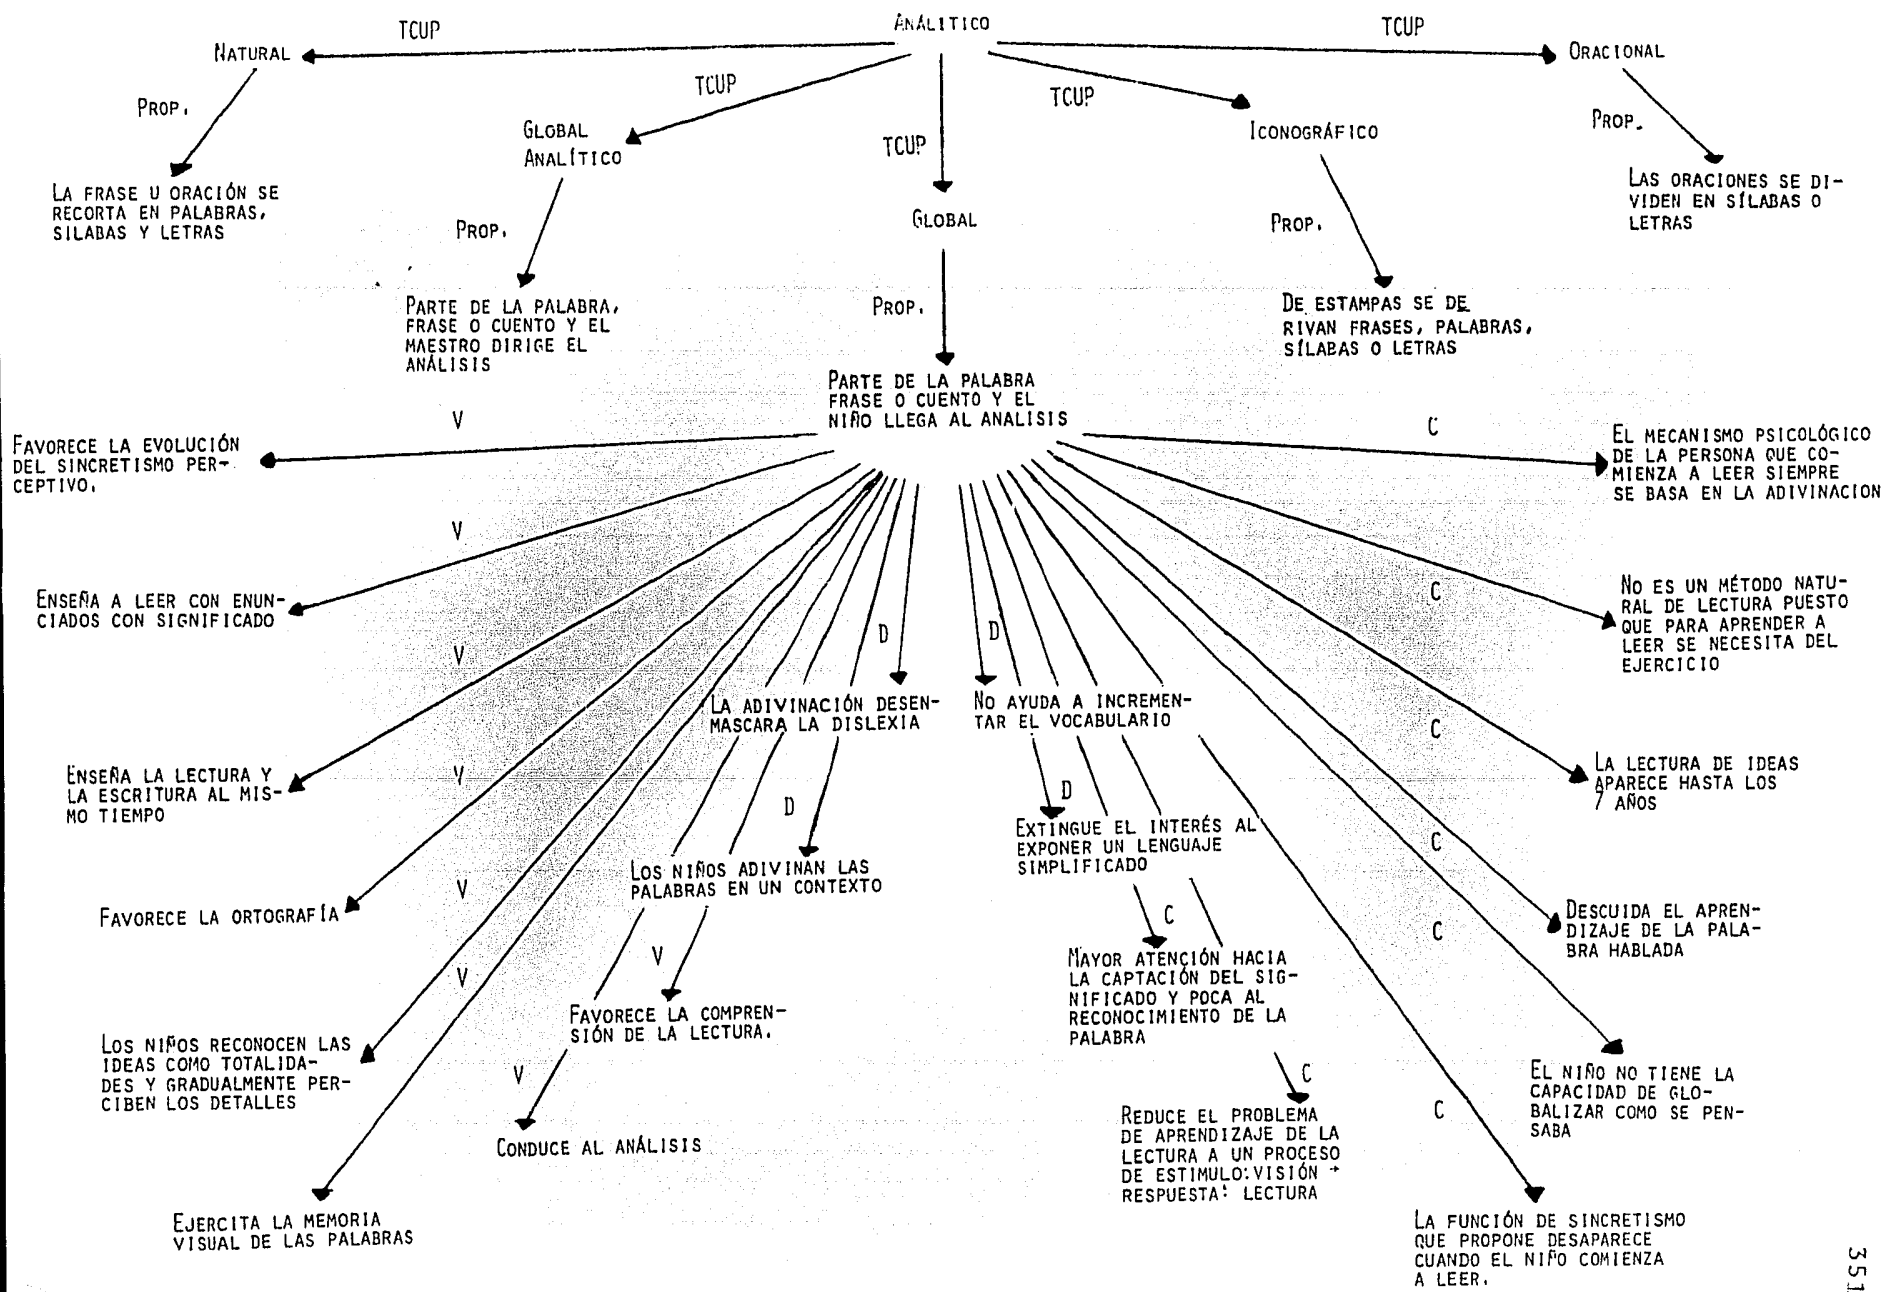 ANÁLITICO
TCUP
TCUP
NATURAL
ORACIONAL
TCUP
TCUP
PROP.
GLOBAL
ANALÍTICO
ICONOGRÁFICO
PROP.
TCUP
LA FRASE U ORACIÓN SE
RECORTA EN PALABRAS,
SILABAS Y LETRAS
LAS ORACIONES SE DI-
VIDEN EN SÍLABAS O
LETRAS
PROP.
GLOBAL
PROP.
PARTE DE LA PALABRA,
FRASE O CUENTO Y EL
MAESTRO DIRIGE EL
ANÁLISIS
PROP.
DE ESTAMPAS SE DE
RIVAN FRASES, PALABRAS,
SÍLABAS O LETRAS
PARTE DE LA PALABRA
FRASE O CUENTO Y EL
NIÑO LLEGA AL ANALISIS
V
C
FAVORECE LA EVOLUCIÓN
DEL SINCRETISMO PER-
CEPTIVO.
EL MECANISMO PSICOLÓGICO
DE LA PERSONA QUE CO-
MIENZA A LEER SIEMPRE
SE BASA EN LA ADIVINACION
V
C
ENSEÑA A LEER CON ENUN-
CIADOS CON SIGNIFICADO
NO ES UN MÉTODO NATU-
RAL DE LECTURA PUESTO
QUE PARA APRENDER A
LEER SE NECESITA DEL
EJERCICIO
V
D
D
LA ADIVINACIÓN DESEN-
MASCARA LA DISLEXIA
NO AYUDA A INCREMEN-
TAR EL VOCABULARIO
C
ENSEÑA LA LECTURA Y
LA ESCRITURA AL MIS-
MO TIEMPO
V
D
D
LA LECTURA DE IDEAS
APARECE HASTA LOS
7 AÑOS
EXTINGUE EL INTERÉS AL
EXPONER UN LENGUAJE
SIMPLIFICADO
C
LOS NIÑOS ADIVINAN LAS
PALABRAS EN UN CONTEXTO
V
FAVORECE LA ORTOGRAFÍA
C
C
DESCUIDA EL APREN-
DIZAJE DE LA PALA-
BRA HABLADA
V
V
MAYOR ATENCIÓN HACIA
LA CAPTACIÓN DEL SIG-
NIFICADO Y POCA AL
RECONOCIMIENTO DE LA
PALABRA
FAVORECE LA COMPREN-
SIÓN DE LA LECTURA.
LOS NIÑOS RECONOCEN LAS
IDEAS COMO TOTALIDA-
DES Y GRADUALMENTE PER-
CIBEN LOS DETALLES
V
C
C
EL NIÑO NO TIENE LA
CAPACIDAD DE GLO-
BALIZAR COMO SE PEN-
SABA
CONDUCE AL ANÁLISIS
REDUCE EL PROBLEMA
DE APRENDIZAJE DE LA
LECTURA A UN PROCESO
DE ESTIMULO:VISIÓN →
RESPUESTA: LECTURA
EJERCITA LA MEMORIA
VISUAL DE LAS PALABRAS
LA FUNCIÓN DE SINCRETISMO
QUE PROPONE DESAPARECE
CUANDO EL NIÑO COMIENZA
A LEER.
351